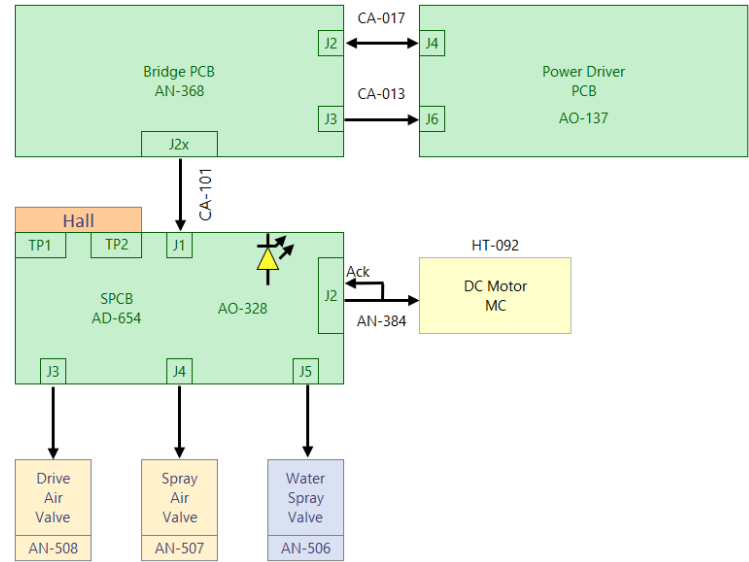 CA-017
J2
J4
Bridge PCB
AN-368
Power Driver
PCB
AO-137
CA-013
J3
J6
J2x
CA-101
Hall
TP1
TP2
J1
HT-092
Ack
J2
DC Motor
MC
SPCB
AD-654
AO-328
AN-384
J3
J4
J5
Drive
Air
Valve
AN-508
Spray
Air
Valve
AN-507
Water
Spray
Valve
AN-506